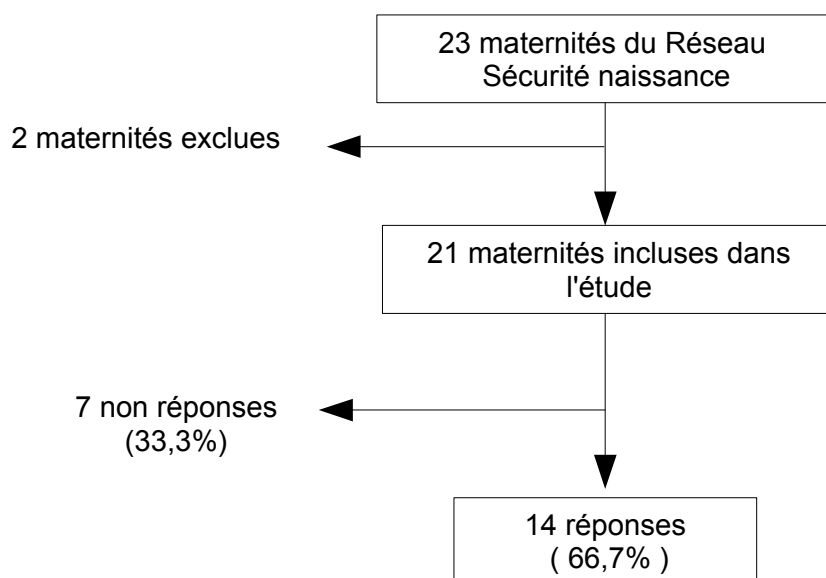 23 maternités du Réseau
Sécurité naissance
2 maternités exclues
21 maternités incluses dans
l'étude
7 non réponses
(33,3%)
14 réponses
( 66,7% )